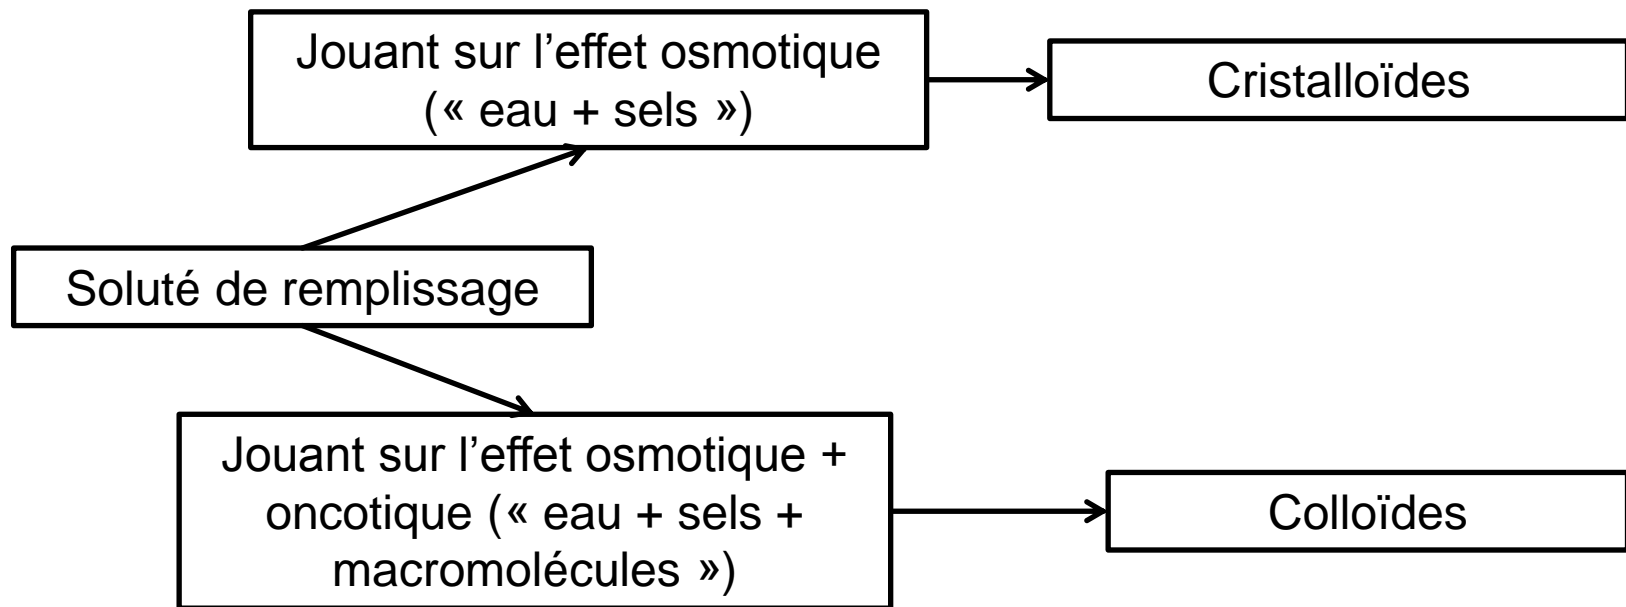 Jouant sur l’effet osmotique
(« eau + sels »)
Cristalloïdes
Soluté de remplissage
Jouant sur l’effet osmotique +
oncotique (« eau + sels +
macromolécules »)
Colloïdes